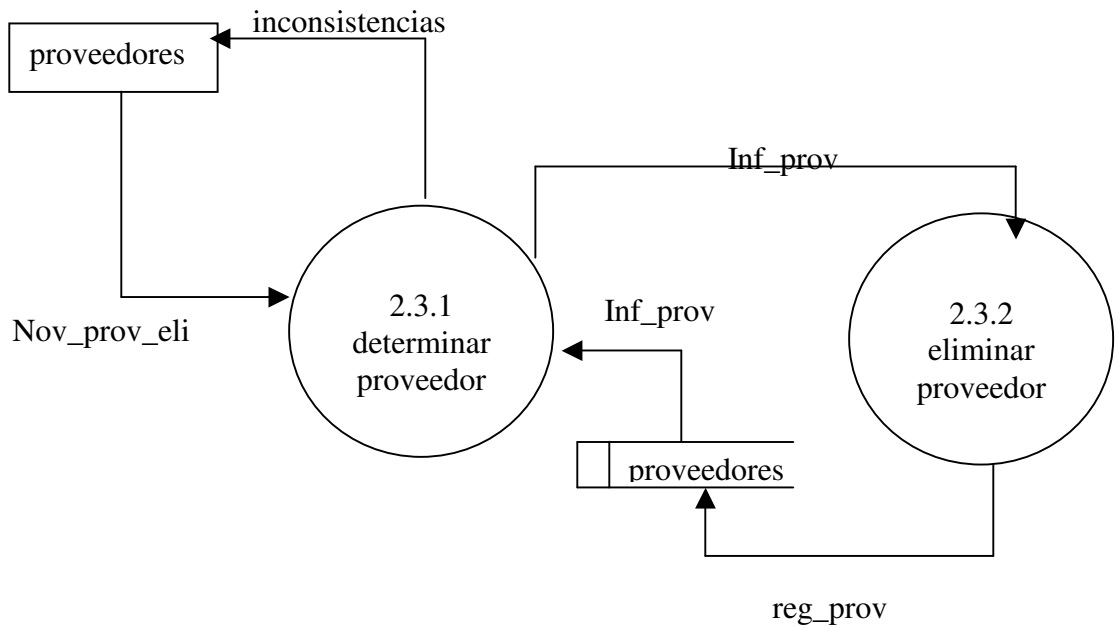 inconsistencias
proveedores
Inf_prov
2.3.1
determinar
proveedor
Inf_prov
2.3.2
eliminar
proveedor
Nov_prov_eli
proveedores
reg_prov